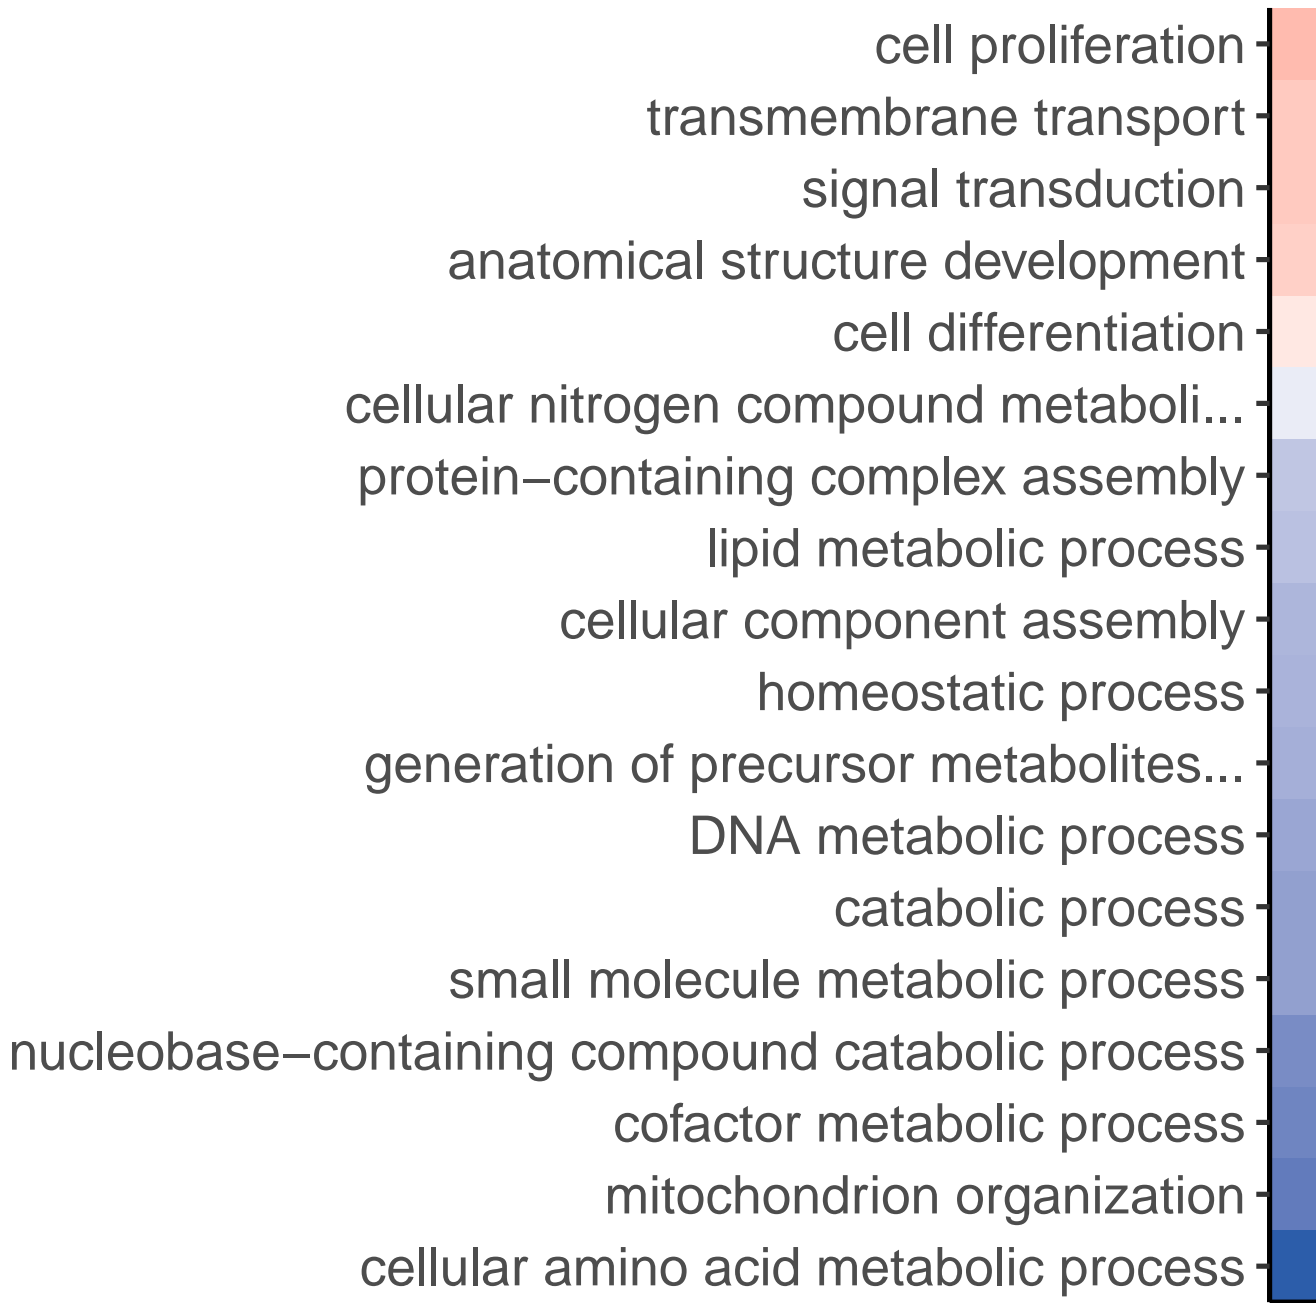 cell proliferation
transmembrane transport
signal transduction
anatomical structure development
cell differentiation
cellular nitrogen compound metaboli...
protein−containing complex assembly
lipid metabolic process
cellular component assembly
homeostatic process
generation of precursor metabolites...
DNA metabolic process
catabolic process
small molecule metabolic process
nucleobase−containing compound catabolic process
cofactor metabolic process
mitochondrion organization
cellular amino acid metabolic process